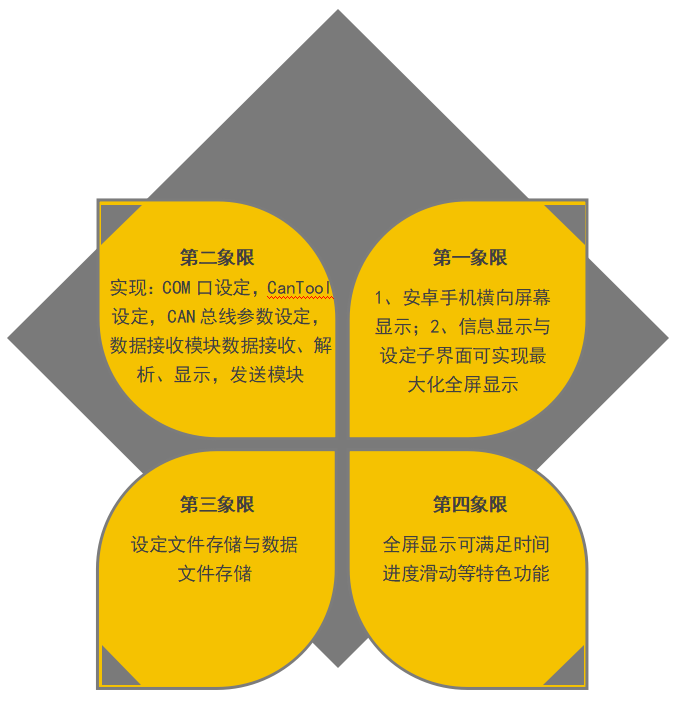 第二象限
实现：COM 口设定，CanTool
设定，CAN 总线参数设定，
数据接收模块数据接收、解
析、显示，发送模块
第一象限
1、安卓手机横向屏幕
显示；2、信息显示与
设定子界面可实现最
大化全屏显示
第三象限
设定文件存储与数据
文件存储
第四象限
全屏显示可满足时间
进度滑动等特色功能